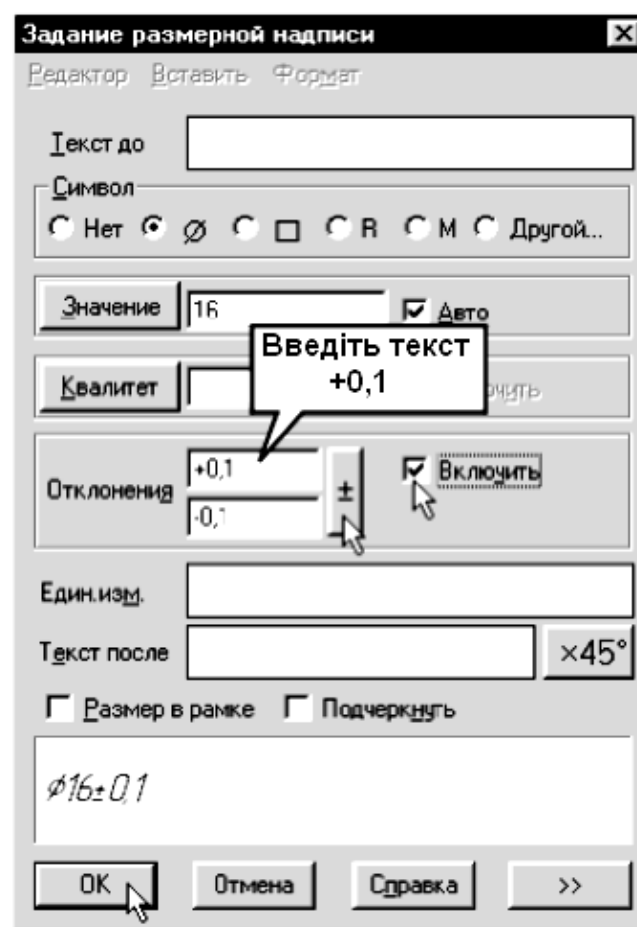 Задание размерной надписи
Редактор Вставить Формат
Текст до
Символ
Нет Ø □ R М Другой...
Значение 16 Авто
Введіть текст
+0,1
Квалитет
Отклонения +0,1 ± Включить
-0,1
Един.изм.
Текст после ×45°
Размер в рамке Подчеркнуть
Ø16±0,1
OK Отмена Справка >>